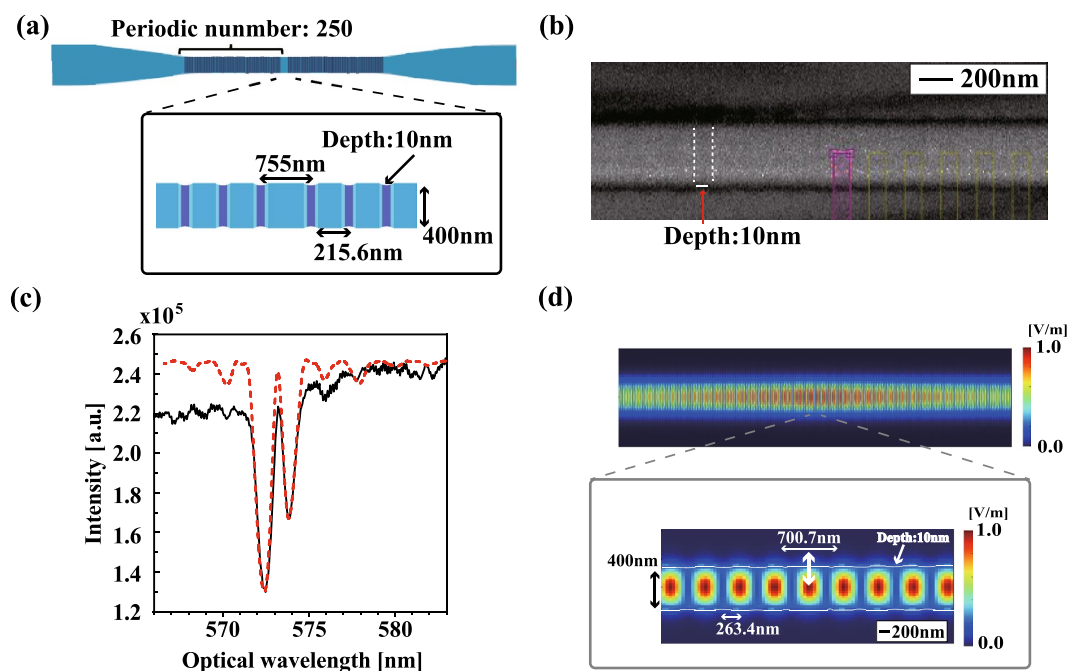 (a)
Periodic nunmber: 250
Depth:10nm
755nm
400nm
215.6nm
(b)
200nm
Depth:10nm
(c)
x10⁵
2.6
2.4
2.2
2.0
1.8
1.6
1.4
1.2
570
575
580
Intensity [a.u.]
Optical wavelength [nm]
(d)
[V/m]
1.0
0.0
[V/m]
1.0
0.0
700.7nm
Depth:10nm
400nm
263.4nm
200nm